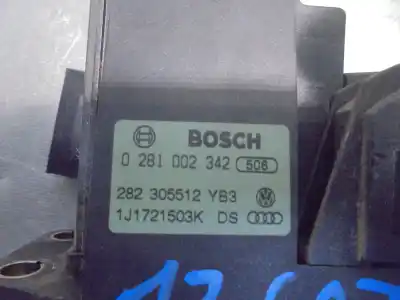 BOSCH
0 281 002 342 506
282 305512 YB3
1J1721503K DS